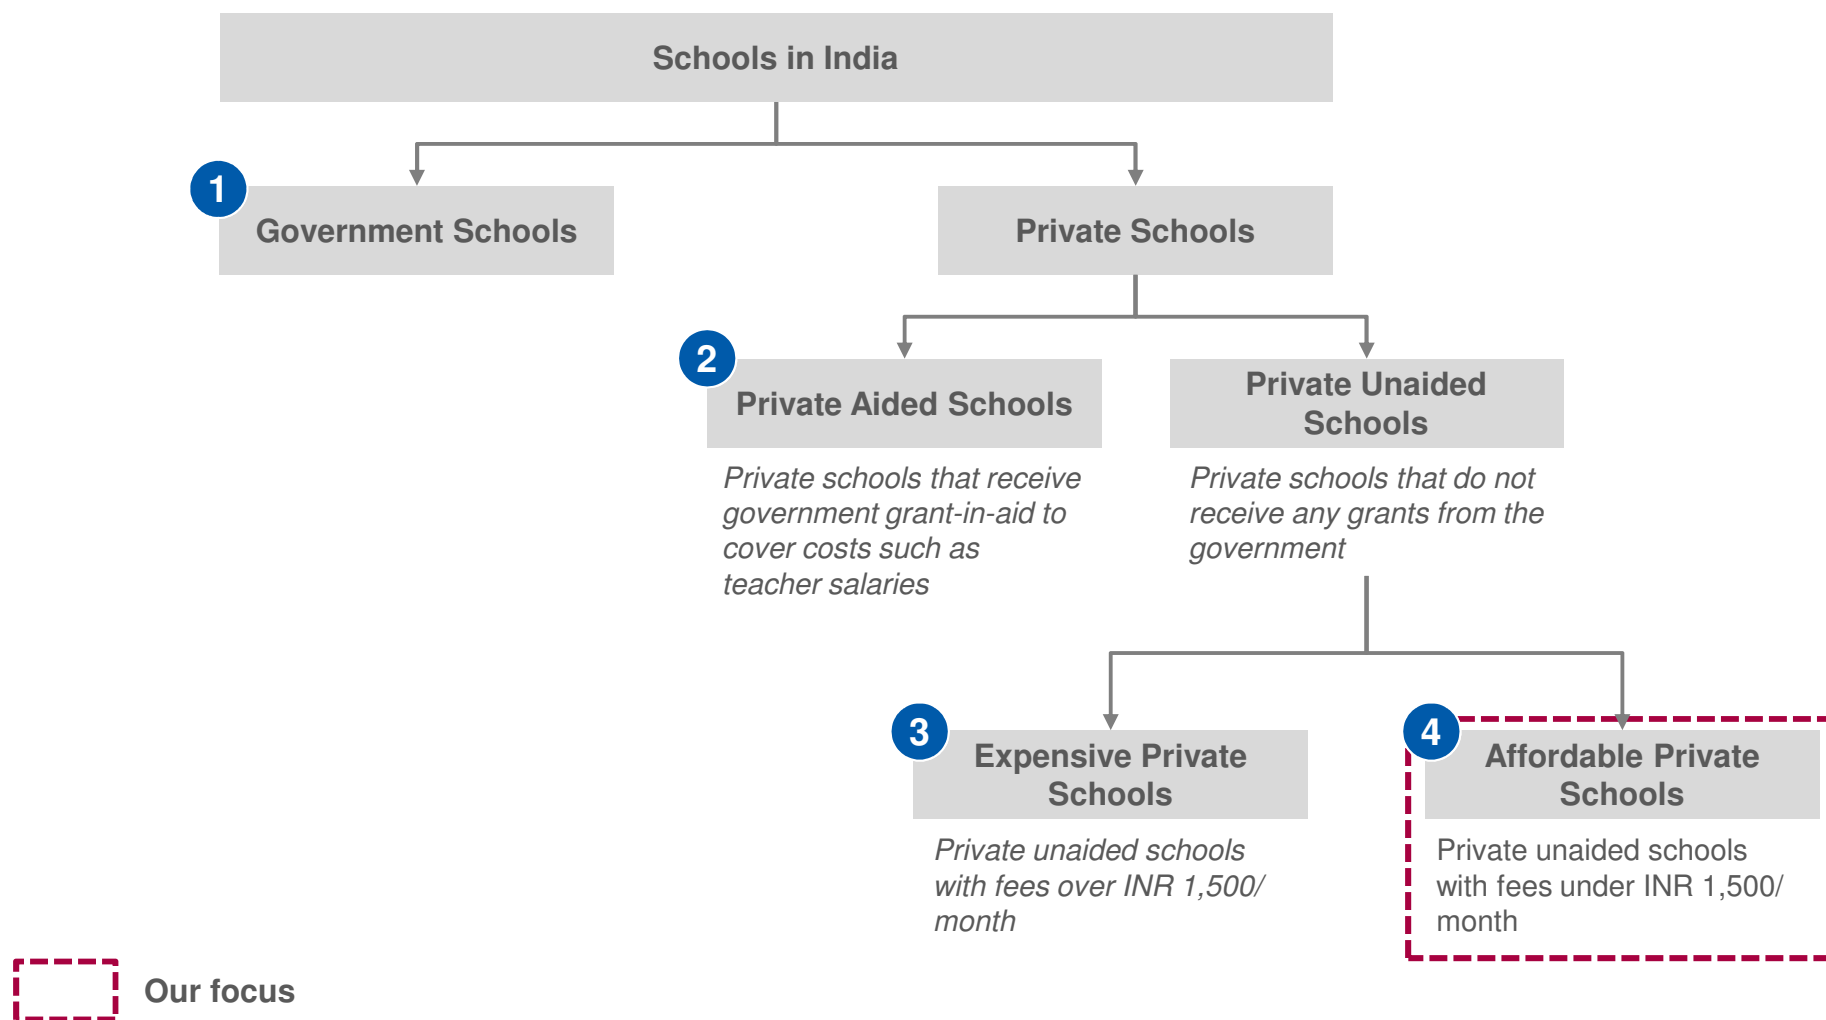 Schools in India
1
Government Schools
Private Schools
2
Private Aided Schools
Private schools that receive
government grant-in-aid to
cover costs such as
teacher salaries
Private Unaided
Schools
Private schools that do not
receive any grants from the
government
3
Expensive Private
Schools
Private unaided schools
with fees over INR 1,500/
month
4
Affordable Private
Schools
Private unaided schools
with fees under INR 1,500/
month
Our focus